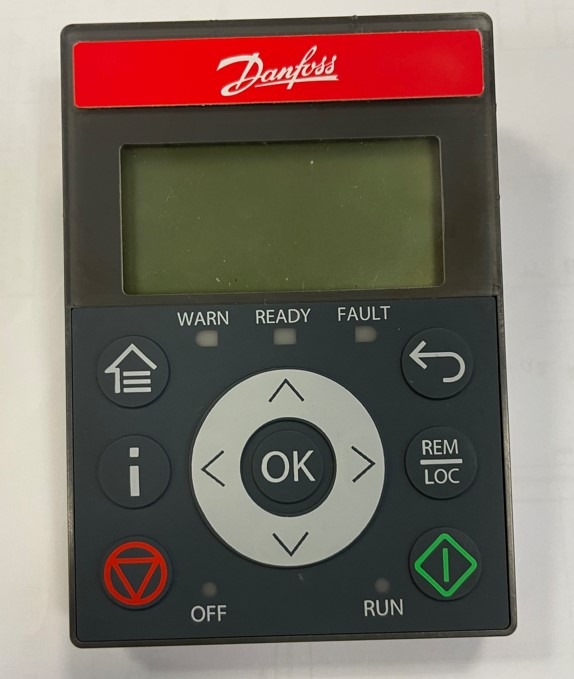 Danfoss
WARN READY FAULT
i
OK
REM
LOC
OFF RUN